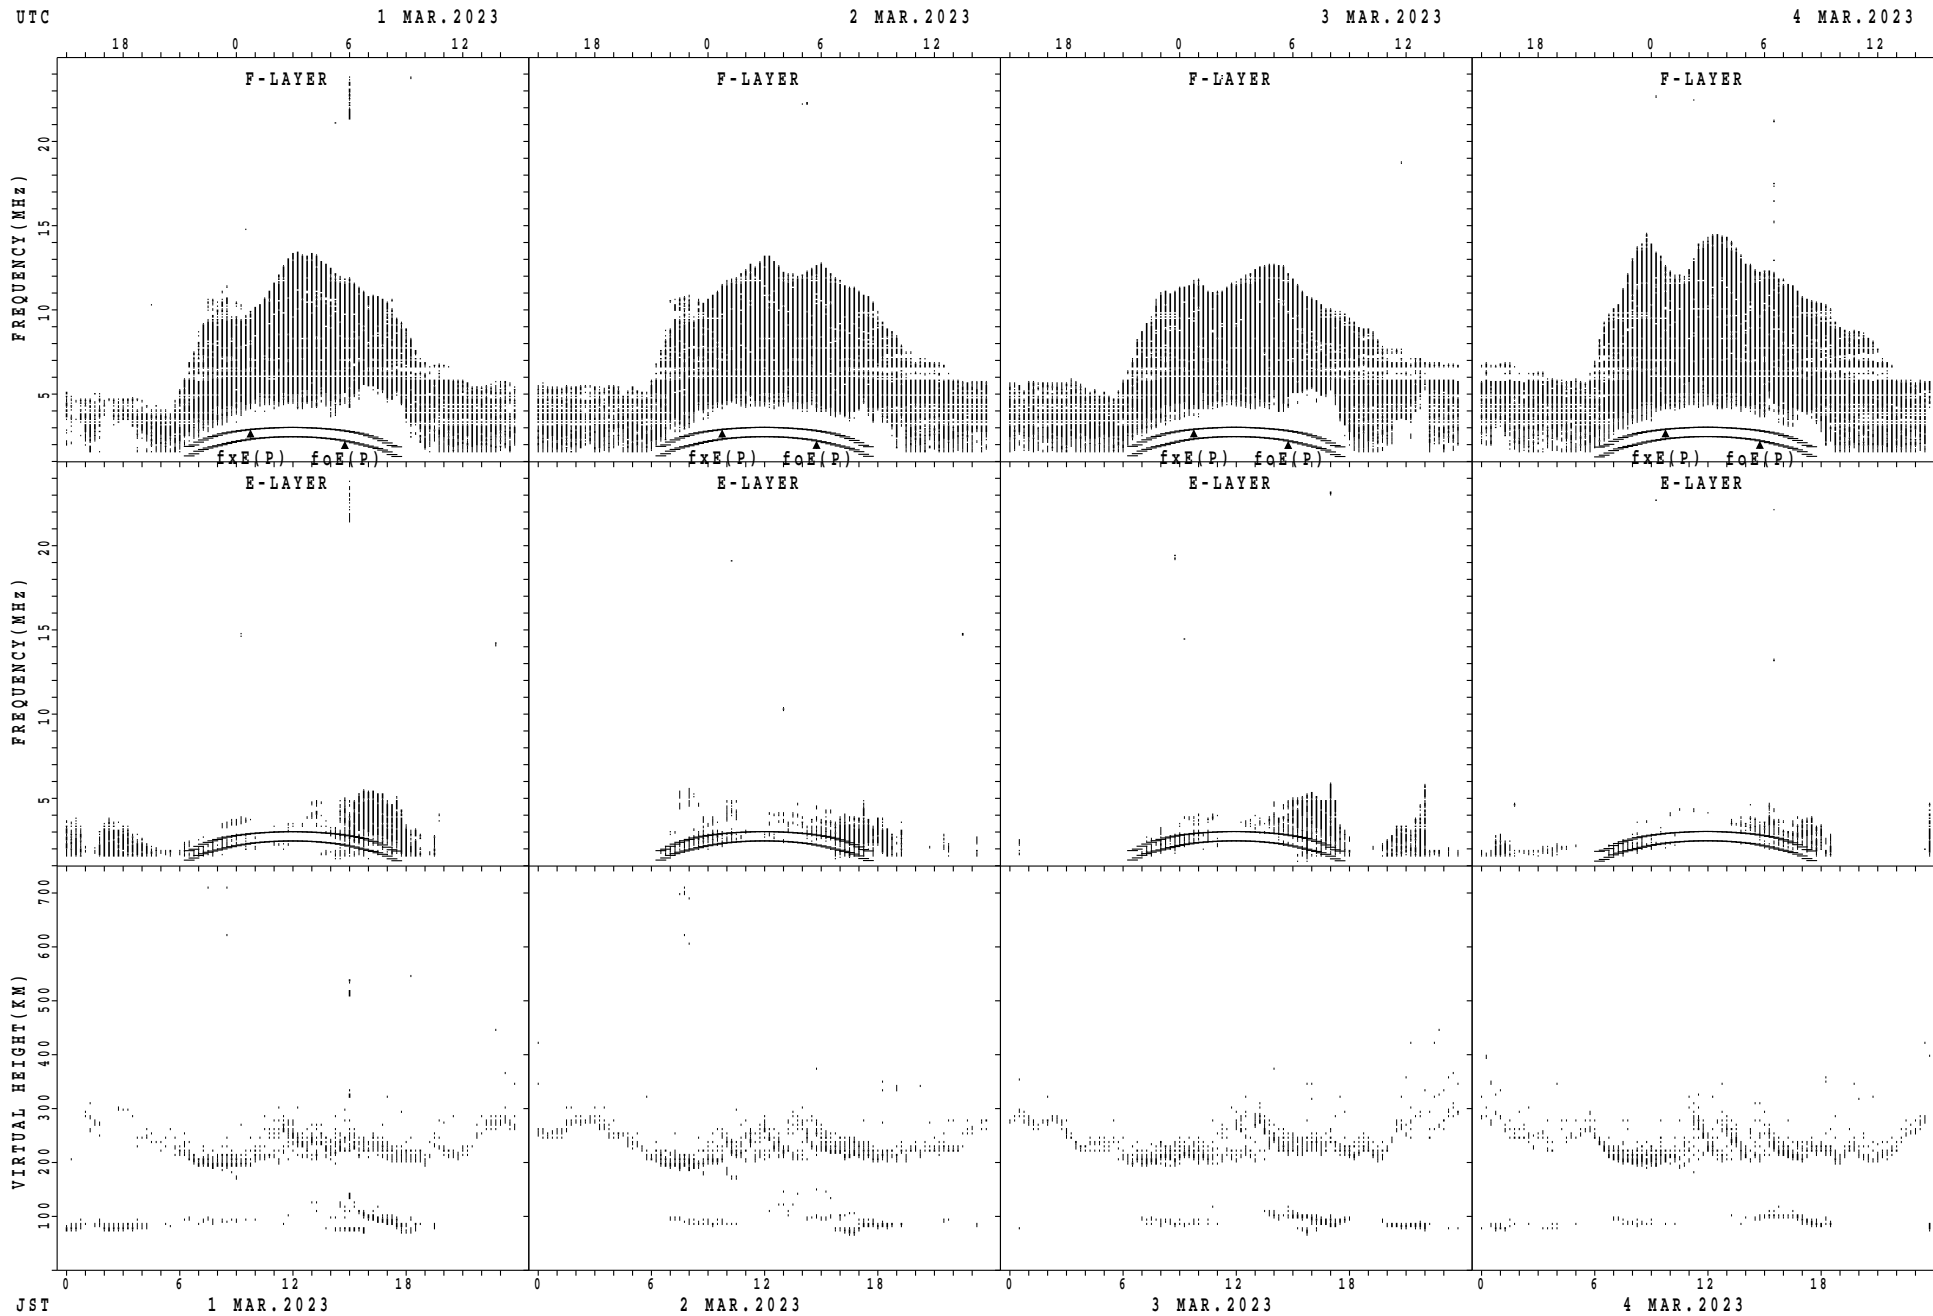 UTC 1 MAR.2023 2 MAR.2023 3 MAR.2023 4 MAR.2023
18 0 6 12 18 0 6 12 18 0 6 12 18 0 6 12
F-LAYER F-LAYER F-LAYER F-LAYER
FREQUENCY(MHz)
20
15
10
5
fxE(P) foE(P) fxE(P) foE(P) fxE(P) foE(P) fxE(P) foE(P)
E-LAYER E-LAYER E-LAYER E-LAYER
FREQUENCY(MHz)
20
15
10
5
VIRTUAL HEIGHT(KM)
700
600
500
400
300
200
100
0 6 12 18 0 6 12 18 0 6 12 18 0 6 12 18
JST 1 MAR.2023 2 MAR.2023 3 MAR.2023 4 MAR.2023